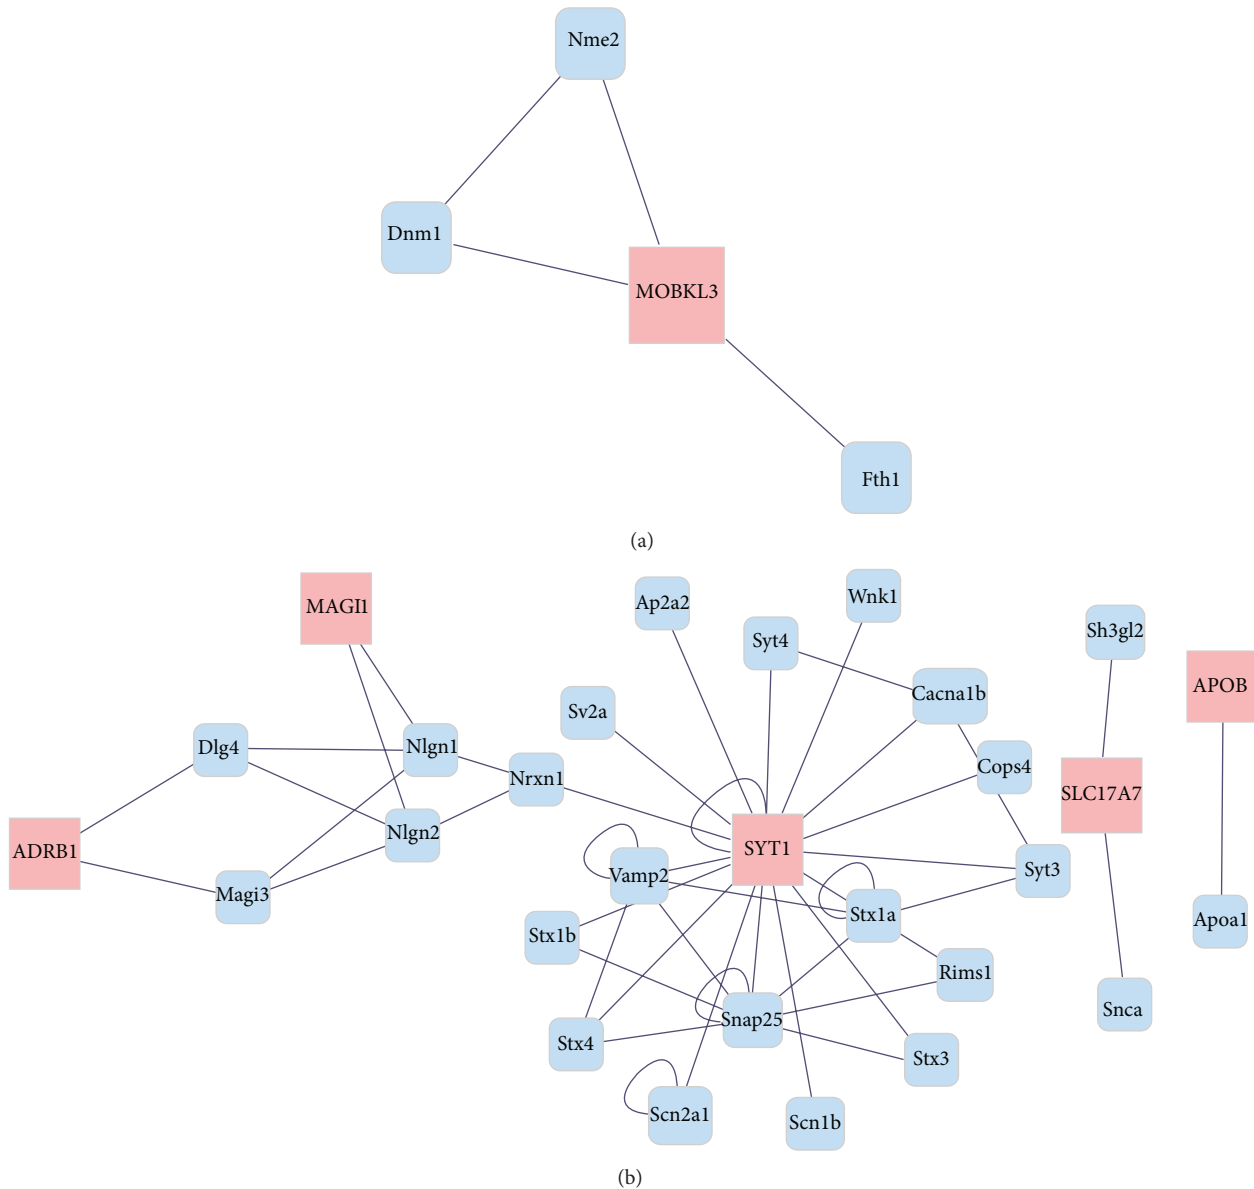 Nme2
Dnm1
MOBKL3
Fth1
(a)
MAGI1
Ap2a2
Wnk1
Sh3gl2
Syt4
APOB
Cacna1b
Sv2a
Dlg4
Nlgn1
Nrxn1
Cops4
SLC17A7
Nlgn2
ADRB1
SYT1
Syt3
Magi3
Vamp2
Stx1a
Apoa1
Stx1b
Rims1
Snap25
Snca
Stx4
Stx3
Scn2a1
Scn1b
(b)